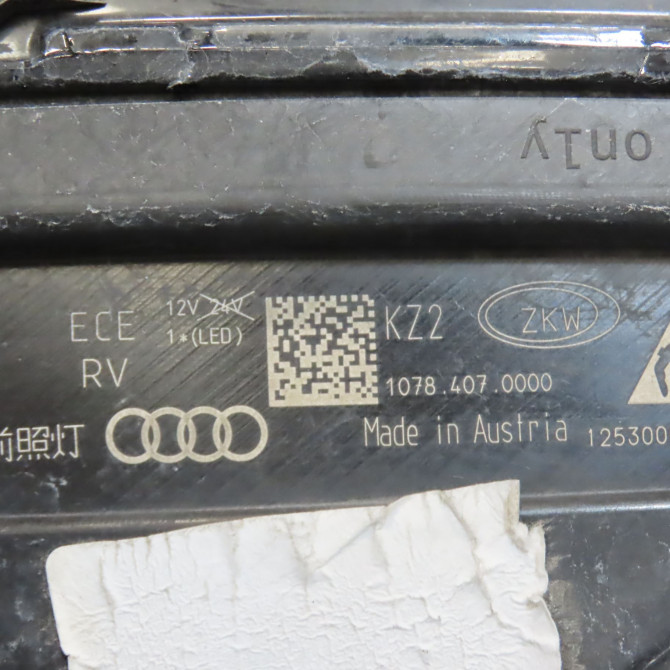 only
ECE
RV
12V 24V
1*(LED)
KZ2
ZKW
1078.407.0000
前照灯
Made in Austria 125300